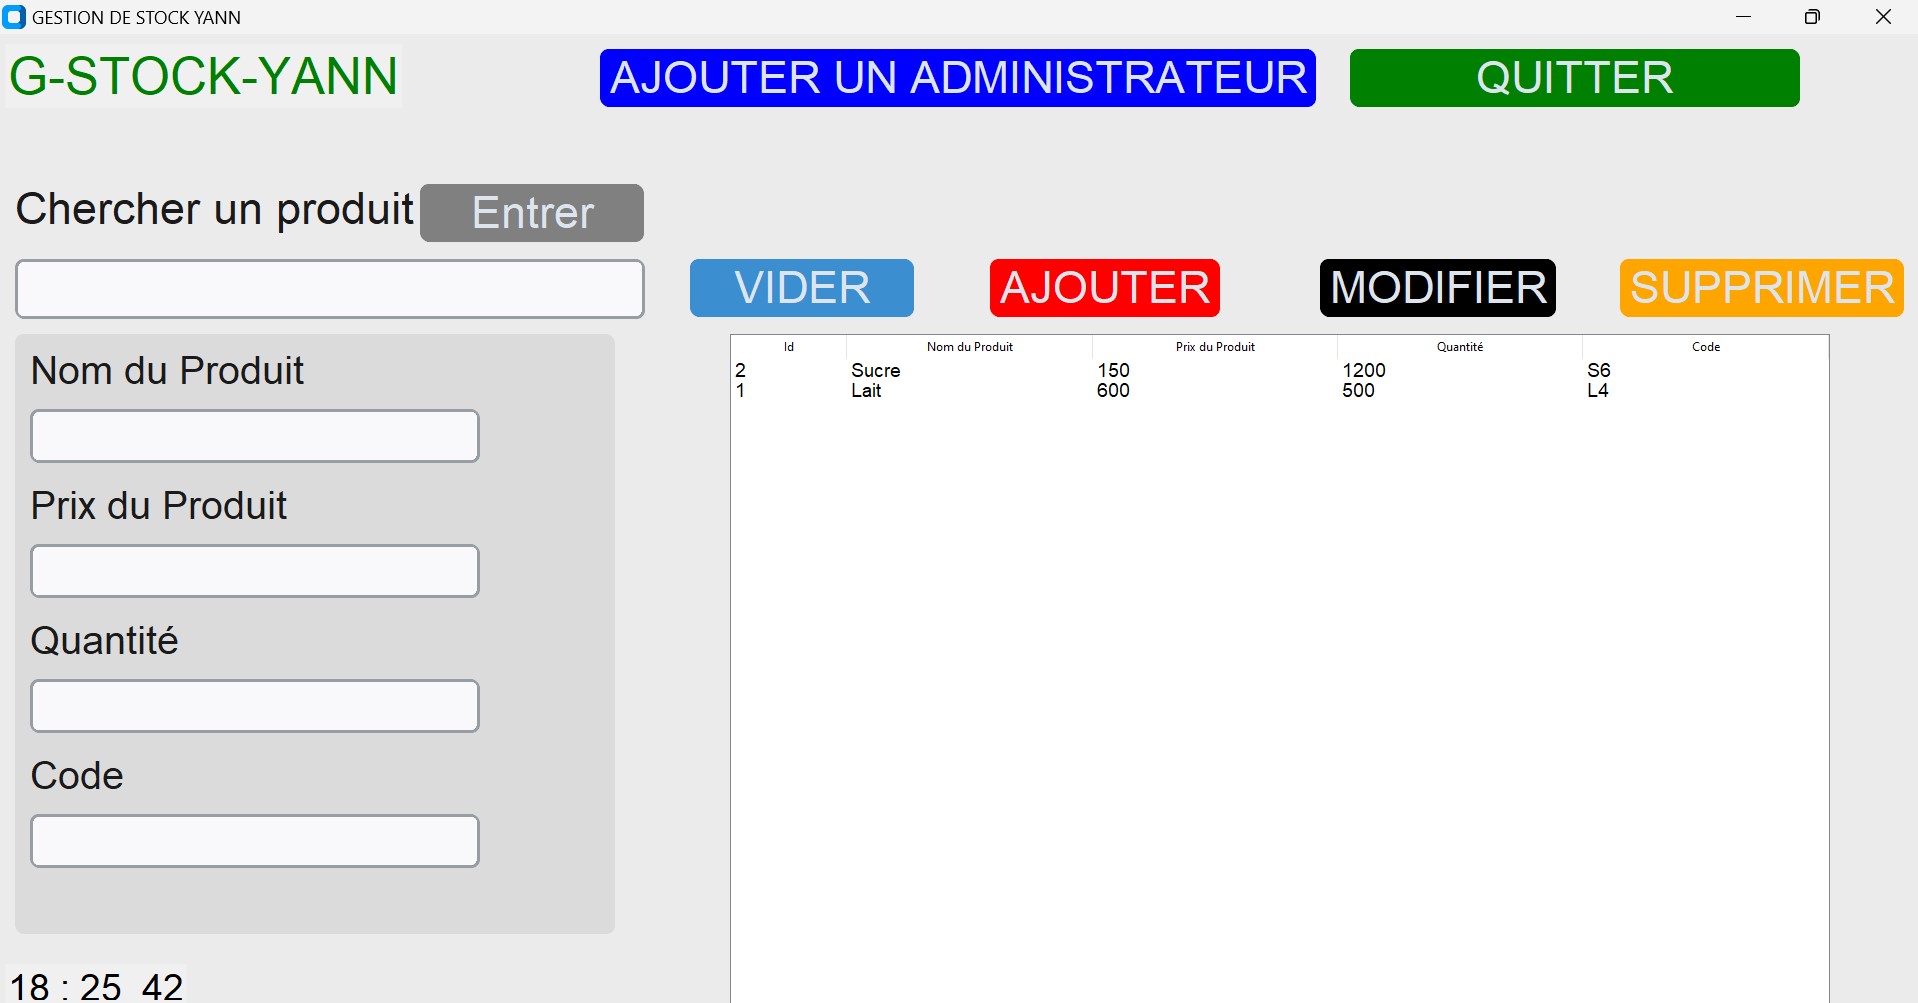 GESTION DE STOCK YANN
G-STOCK-YANN
AJOUTER UN ADMINISTRATEUR
QUITTER
Chercher un produit
Entrer
VIDER
AJOUTER
MODIFIER
SUPPRIMER
Nom du Produit
Prix du Produit
Quantité
Code
Id Nom du Produit Prix du Produit Quantité Code
2 Sucre 150 1200 S6
1 Lait 600 500 L4
18 : 25 42